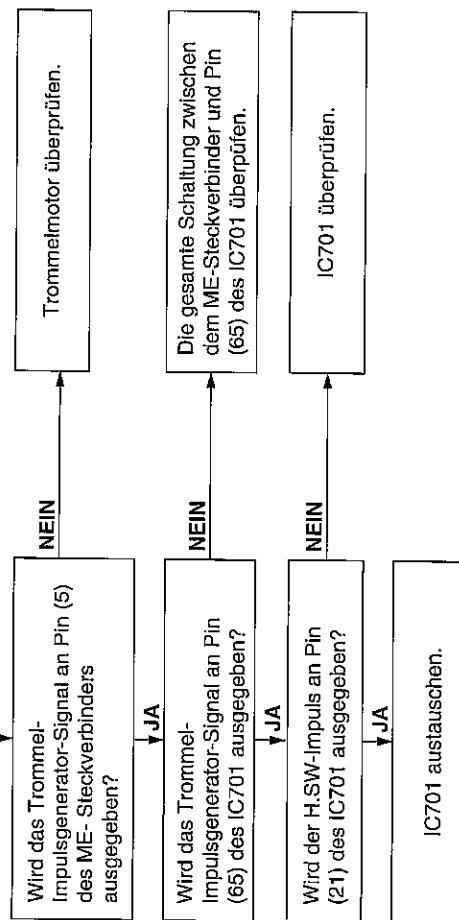 Wird das Trommel-
Impulsgenerator-Signal an Pin (5)
des ME- Steckverbinders
ausgegeben?
NEIN
Trommelmotor überprüfen.
JA
Wird das Trommel-
Impulsgenerator-Signal an Pin
(65) des IC701 ausgegeben?
NEIN
Die gesamte Schaltung zwischen
dem ME-Steckverbinder und Pin
(65) des IC701 überpüfen.
JA
Wird der H.SW-Impuls an Pin
(21) des IC701 ausgegeben?
NEIN
IC701 überprüfen.
JA
IC701 austauschen.